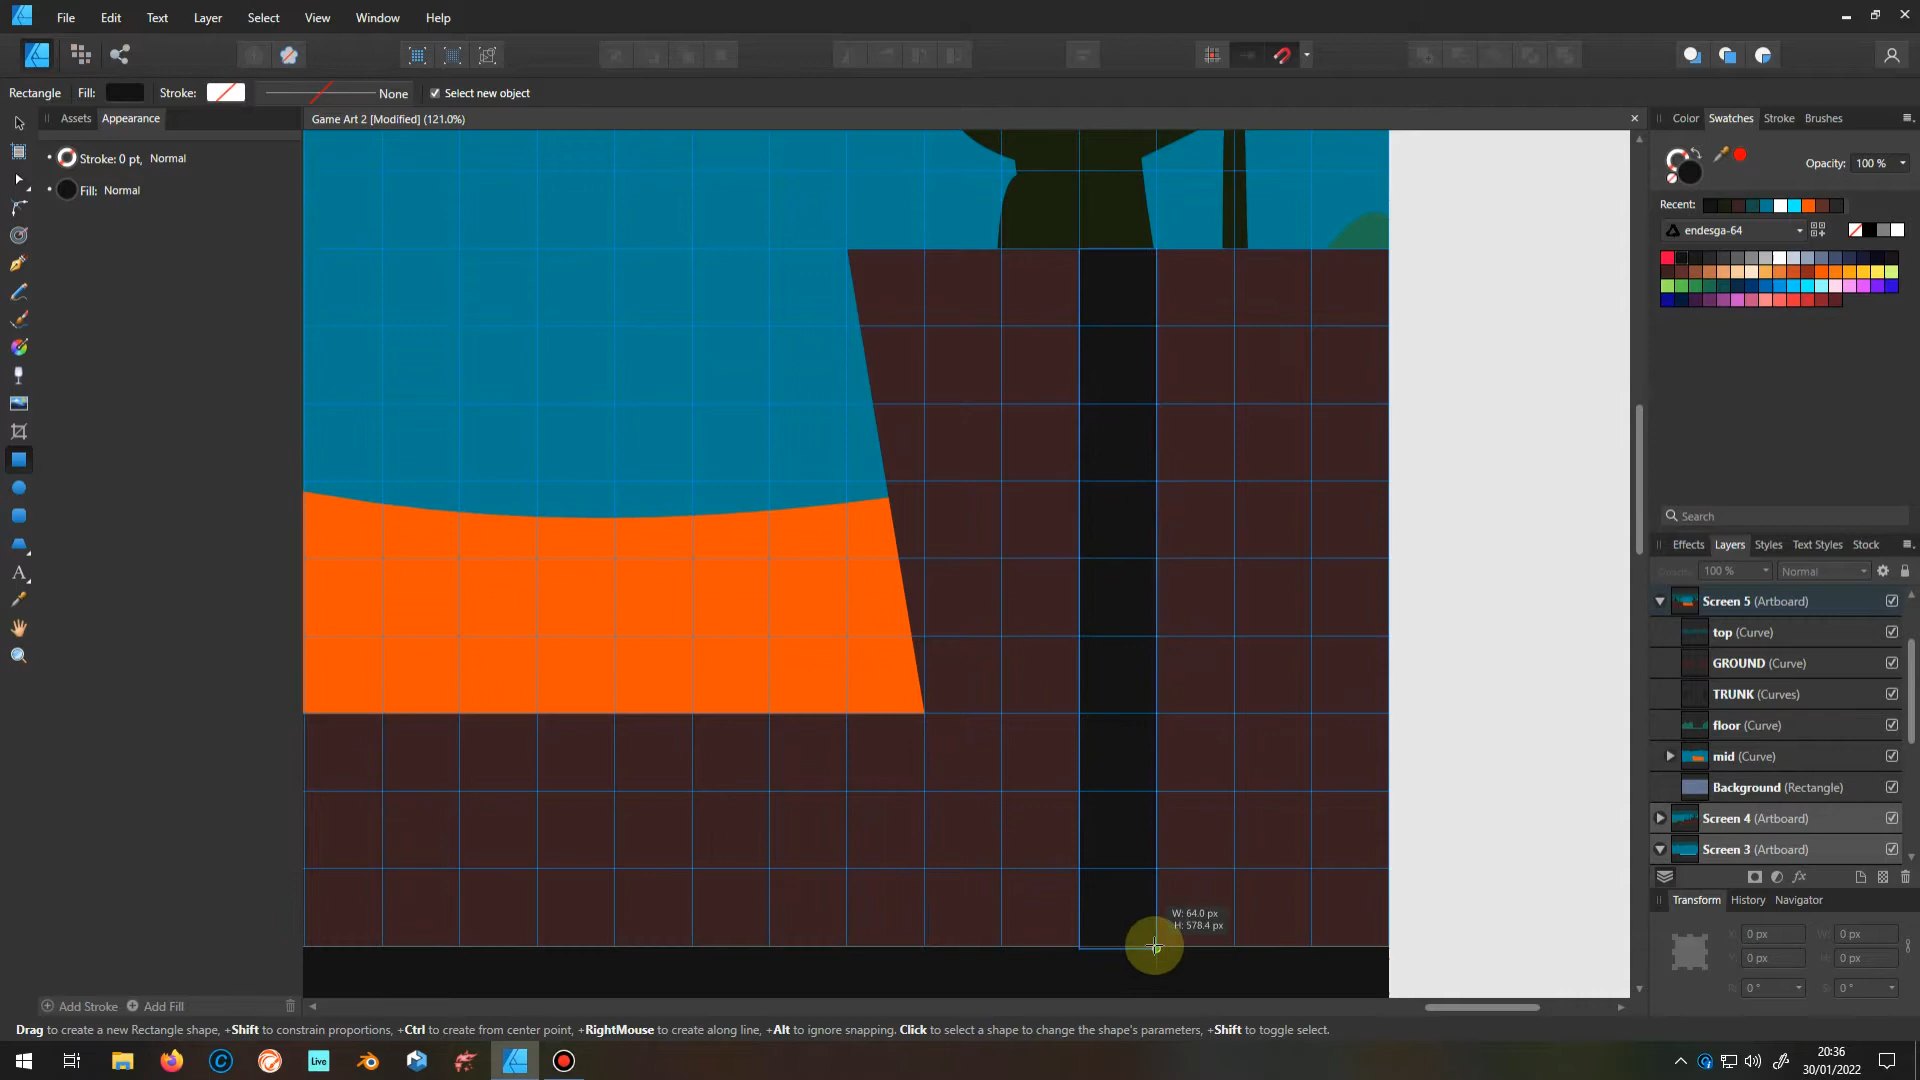 File Edit Text Layer Select View Window Help
Rectangle Fill: Stroke: None Select new object
Assets Appearance
Game Art 2 [Modified] (121.0%)
Color Swatches Stroke Brushes
Stroke: 0 pt, Normal
Fill: Normal
Opacity: 100 %
Recent:
endesga-64
Search
Effects Layers Styles Text Styles Stock
100 % Normal
Screen 5 (Artboard)
top (Curve)
GROUND (Curve)
TRUNK (Curves)
floor (Curve)
mid (Curve)
Background (Rectangle)
Screen 4 (Artboard)
Screen 3 (Artboard)
Transform History Navigator
W: 64.0 px
H: 578.4 px
X: 0 px W: 0 px
Y: 0 px H: 0 px
R: 0 ° S: 0 °
Add Stroke Add Fill
Drag to create a new Rectangle shape, +Shift to constrain proportions, +Ctrl to create from center point, +RightMouse to create along line, +Alt to ignore snapping. Click to select a shape to change the shape's parameters, +Shift to toggle select.
Live
20:36
30/01/2022